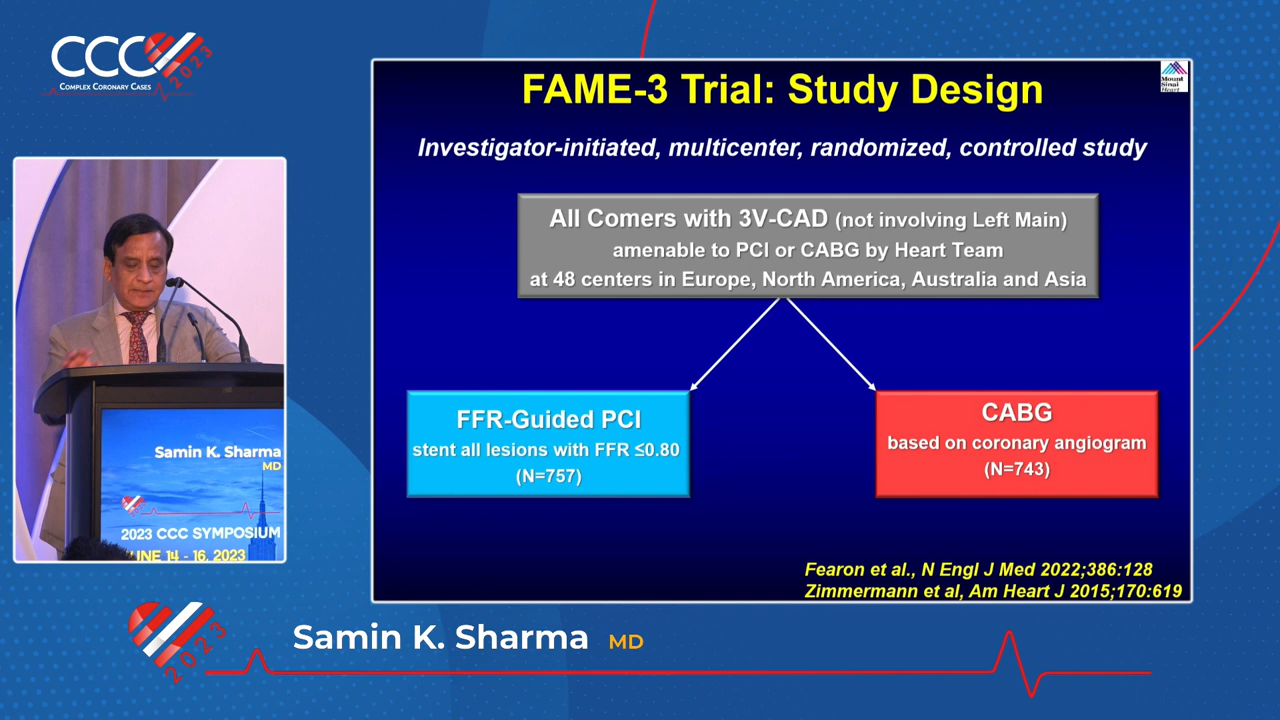 CCC
2023
COMPLEX CORONARY CASES
FAME-3 Trial: Study Design
Mount
Sinai
Heart
Investigator-initiated, multicenter, randomized, controlled study
All Comers with 3V-CAD (not involving Left Main)
amenable to PCI or CABG by Heart Team
at 48 centers in Europe, North America, Australia and Asia
FFR-Guided PCI
stent all lesions with FFR ≤0.80
(N=757)
CABG
based on coronary angiogram
(N=743)
Fearon et al., N Engl J Med 2022;386:128
Zimmermann et al, Am Heart J 2015;170:619
Samin K. Sharma
MD
2023 CCC SYMPOSIUM
JUNE 14 - 16, 2023
2023
Samin K. Sharma MD